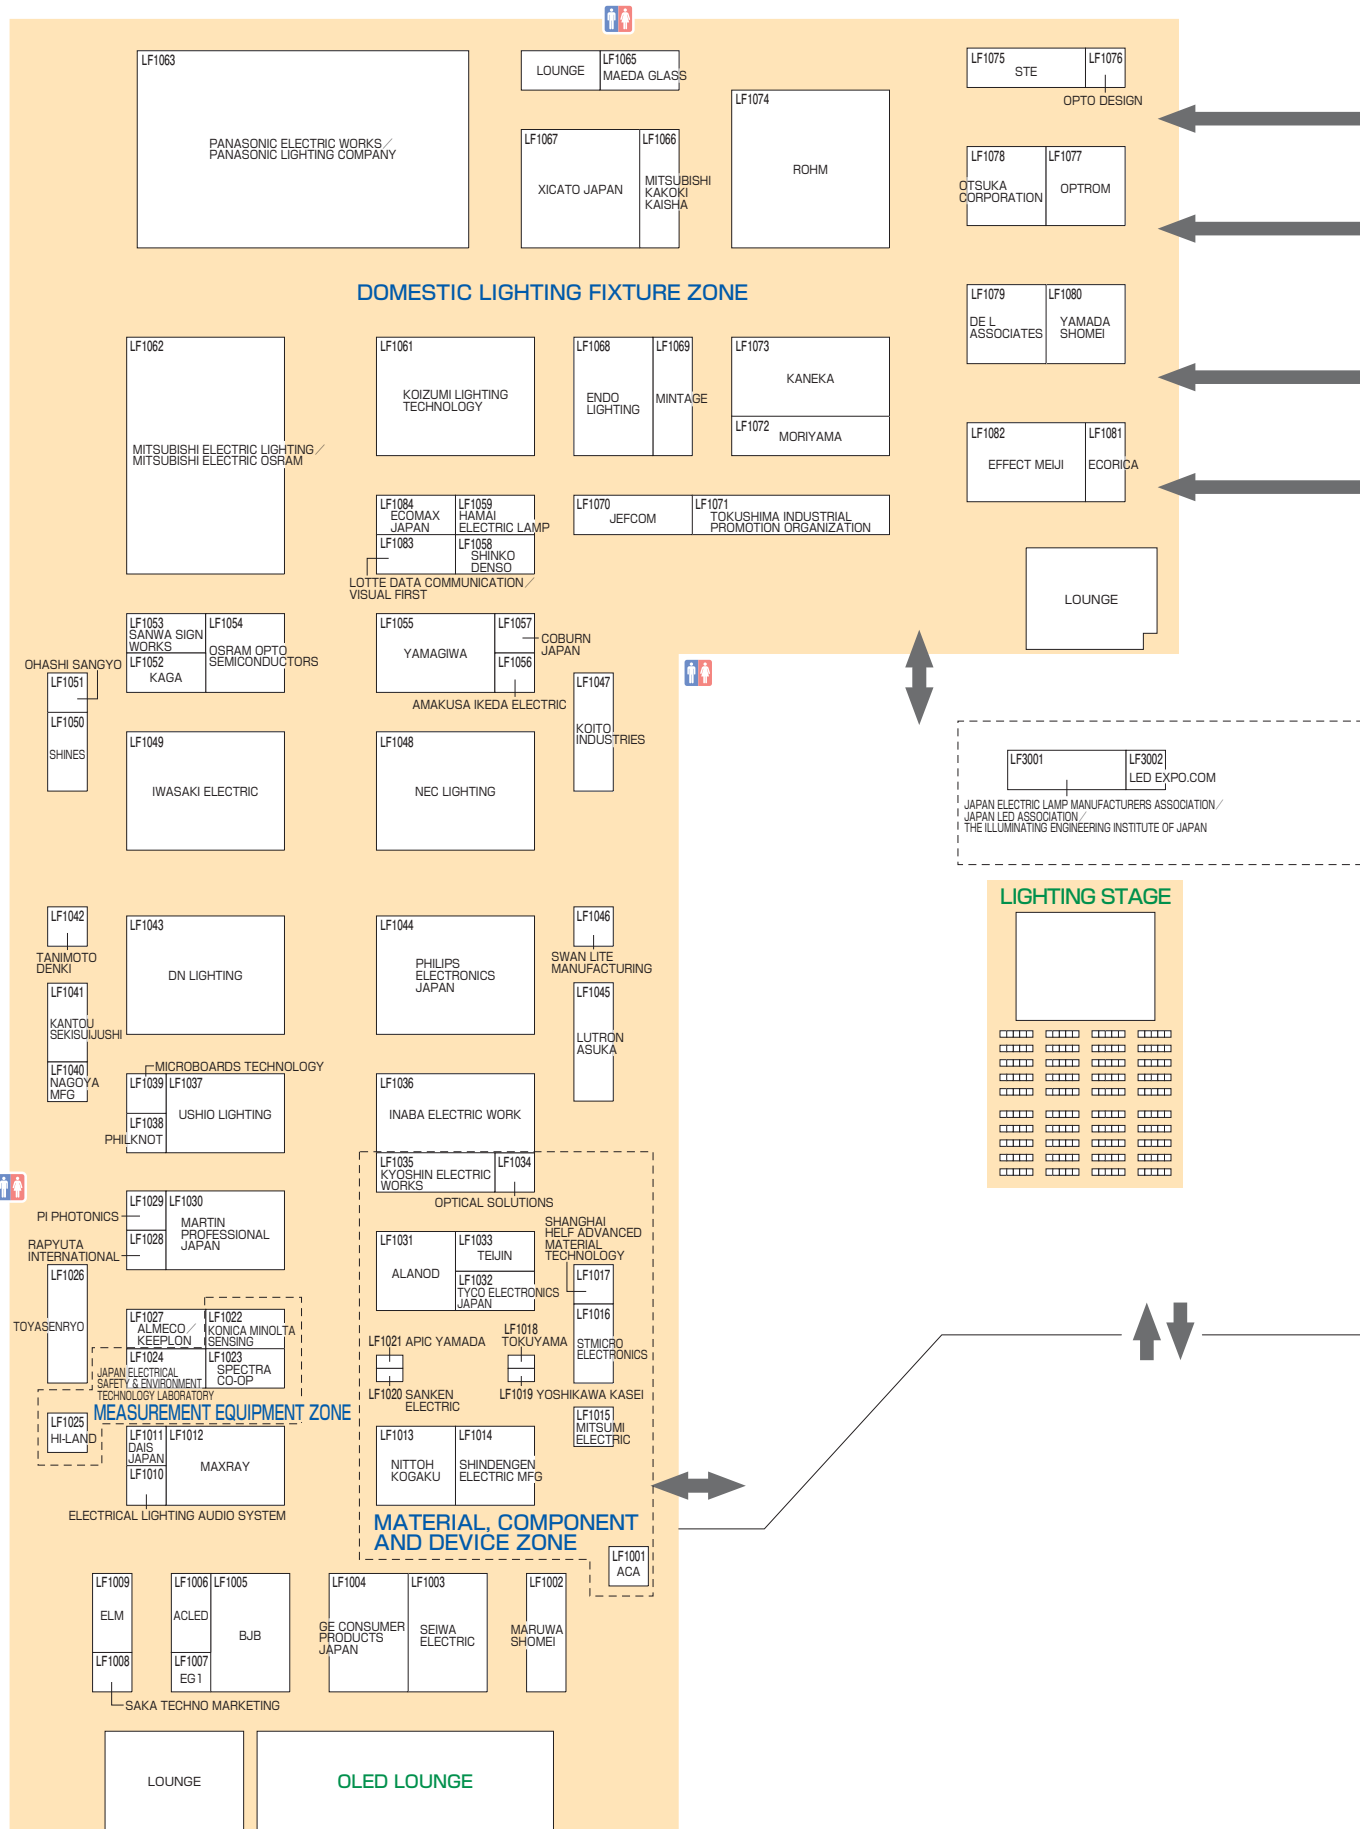 LF1063
PANASONIC ELECTRIC WORKS／
PANASONIC LIGHTING COMPANY
LOUNGE
LF1065
MAEDA GLASS
LF1067
XICATO JAPAN
LF1066
MITSUBISHI
KAKOKI
KAISHA
LF1074
ROHM
LF1075
STE
LF1076
OPTO DESIGN
LF1078
OTSUKA
CORPORATION
LF1077
OPTROM
DOMESTIC LIGHTING FIXTURE ZONE
LF1079
DE L
ASSOCIATES
LF1080
YAMADA
SHOMEI
LF1062
MITSUBISHI ELECTRIC LIGHTING／
MITSUBISHI ELECTRIC OSRAM
LF1061
KOIZUMI LIGHTING
TECHNOLOGY
LF1068
ENDO
LIGHTING
LF1069
MINTAGE
LF1073
KANEKA
LF1072
MORIYAMA
LF1082
EFFECT MEIJI
LF1081
ECORICA
LF1084
ECOMAX
JAPAN
LF1059
HAMAI
ELECTRIC LAMP
LF1083
LF1058
SHINKO
DENSO
LOTTE DATA COMMUNICATION／
VISUAL FIRST
LF1070
JEFCOM
LF1071
TOKUSHIMA INDUSTRIAL
PROMOTION ORGANIZATION
LOUNGE
LF1053
SANWA SIGN
WORKS
LF1054
OSRAM OPTO
SEMICONDUCTORS
LF1052
KAGA
LF1055
YAMAGIWA
LF1057
COBURN
JAPAN
LF1056
AMAKUSA IKEDA ELECTRIC
OHASHI SANGYO
LF1051
LF1050
SHINES
LF1047
KOITO
INDUSTRIES
LF1049
IWASAKI ELECTRIC
LF1048
NEC LIGHTING
LF3001
LF3002
LED EXPO.COM
JAPAN ELECTRIC LAMP MANUFACTURERS ASSOCIATION／
JAPAN LED ASSOCIATION／
THE ILLUMINATING ENGINEERING INSTITUTE OF JAPAN
LIGHTING STAGE
LF1042
TANIMOTO
DENKI
LF1043
DN LIGHTING
LF1044
PHILIPS
ELECTRONICS
JAPAN
LF1046
SWAN LITE
MANUFACTURING
LF1041
KANTOU
SEKISUIJUSHI
LF1040
NAGOYA
MFG
LF1045
LUTRON
ASUKA
MICROBOARDS TECHNOLOGY
LF1039
LF1037
USHIO LIGHTING
LF1038
PHILKNOT
LF1036
INABA ELECTRIC WORK
LF1035
KYOSHIN ELECTRIC
WORKS
LF1034
OPTICAL SOLUTIONS
LF1029
PI PHOTONICS
LF1030
MARTIN
PROFESSIONAL
JAPAN
LF1028
RAPYUTA
INTERNATIONAL
LF1026
TOYASENRYO
LF1031
ALANOD
LF1033
TEIJIN
LF1032
TYCO ELECTRONICS
JAPAN
SHANGHAI
HELF ADVANCED
MATERIAL
TECHNOLOGY
LF1017
LF1016
STMICRO
ELECTRONICS
LF1027
ALMECO／
KEEPLON
LF1022
KONICA MINOLTA
SENSING
LF1024
JAPAN ELECTRICAL
SAFETY & ENVIRONMENT
TECHNOLOGY LABORATORY
LF1023
SPECTRA
CO-OP
LF1021 APIC YAMADA
LF1020 SANKEN
ELECTRIC
LF1018
TOKUYAMA
LF1019 YOSHIKAWA KASEI
MEASUREMENT EQUIPMENT ZONE
LF1025
HI-LAND
LF1015
MITSUMI
ELECTRIC
LF1011
DAIS
JAPAN
LF1012
MAXRAY
LF1010
ELECTRICAL LIGHTING AUDIO SYSTEM
LF1013
NITTOH
KOGAKU
LF1014
SHINDENGEN
ELECTRIC MFG
MATERIAL, COMPONENT
AND DEVICE ZONE
LF1001
ACA
LF1009
ELM
LF1008
SAKA TECHNO MARKETING
LF1006
ACLED
LF1005
BJB
LF1007
EG1
LF1004
GE CONSUMER
PRODUCTS
JAPAN
LF1003
SEIWA
ELECTRIC
LF1002
MARUWA
SHOMEI
LOUNGE
OLED LOUNGE